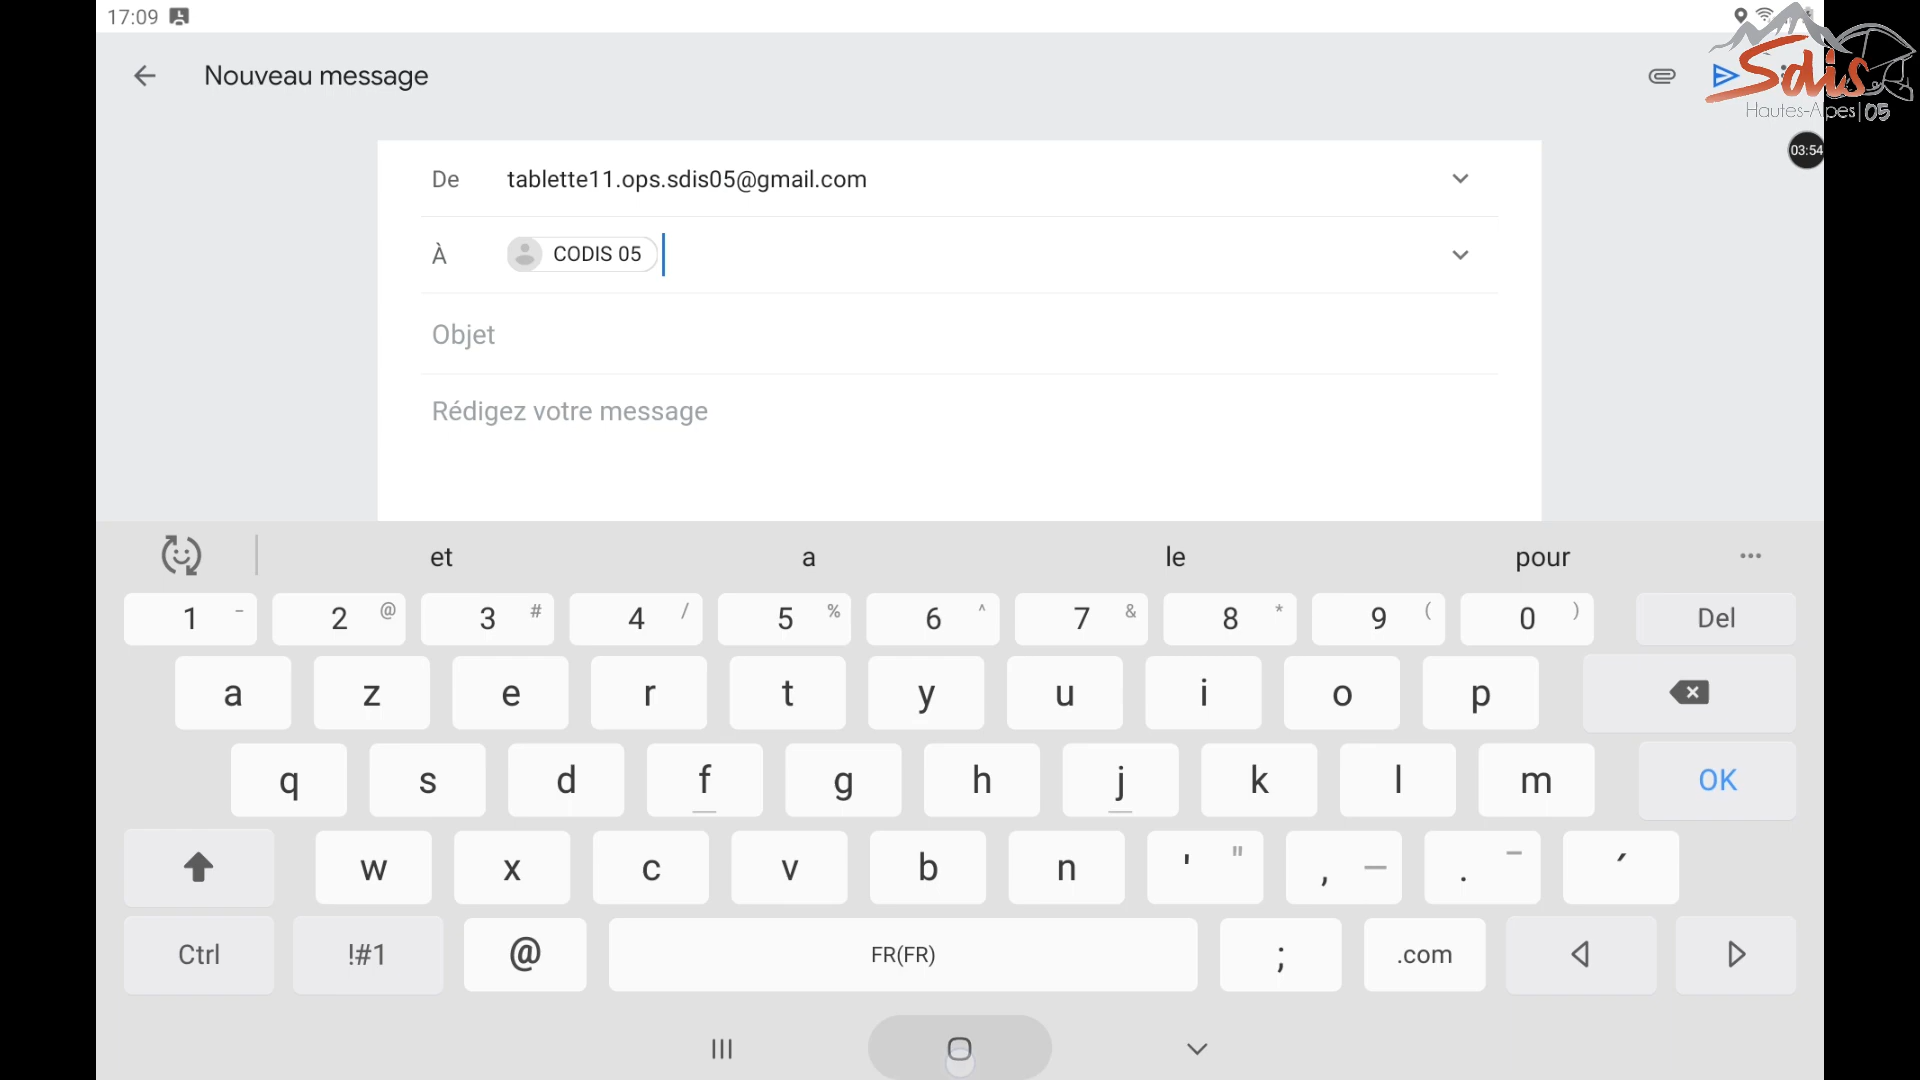 17:09
Nouveau message
Sdis
Hautes-Alpes|05
03:54
De tablette11.ops.sdis05@gmail.com
À CODIS 05
Objet
Rédigez votre message
et a le pour ...
1 - 2 @ 3 # 4 / 5 % 6 ^ 7 & 8 * 9 ( 0 ) Del
a z e r t y u i o p
q s d f g h j k l m OK
w x c v b n ' " , — . – ´
Ctrl !#1 @ FR(FR) ; .com